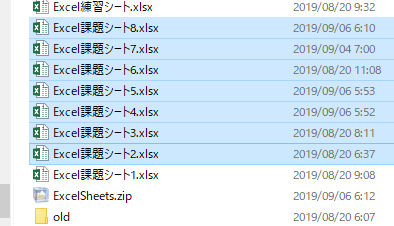 Excel練習シート.xlsx 2019/08/20 9:32
Excel課題シート8.xlsx 2019/09/06 6:10
Excel課題シート7.xlsx 2019/09/04 7:00
Excel課題シート6.xlsx 2019/08/20 11:08
Excel課題シート5.xlsx 2019/09/06 5:53
Excel課題シート4.xlsx 2019/09/06 5:52
Excel課題シート3.xlsx 2019/08/20 8:11
Excel課題シート2.xlsx 2019/08/20 6:37
Excel課題シート1.xlsx 2019/08/20 9:08
ExcelSheets.zip 2019/09/06 6:12
old 2019/08/20 6:07